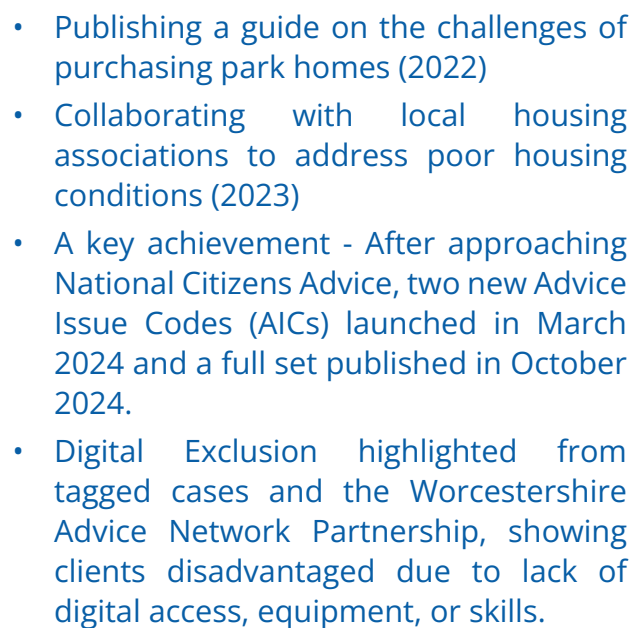 • Publishing a guide on the challenges of
purchasing park homes (2022)
• Collaborating with local housing
associations to address poor housing
conditions (2023)
• A key achievement - After approaching
National Citizens Advice, two new Advice
Issue Codes (AICs) launched in March
2024 and a full set published in October
2024.
• Digital Exclusion highlighted from
tagged cases and the Worcestershire
Advice Network Partnership, showing
clients disadvantaged due to lack of
digital access, equipment, or skills.